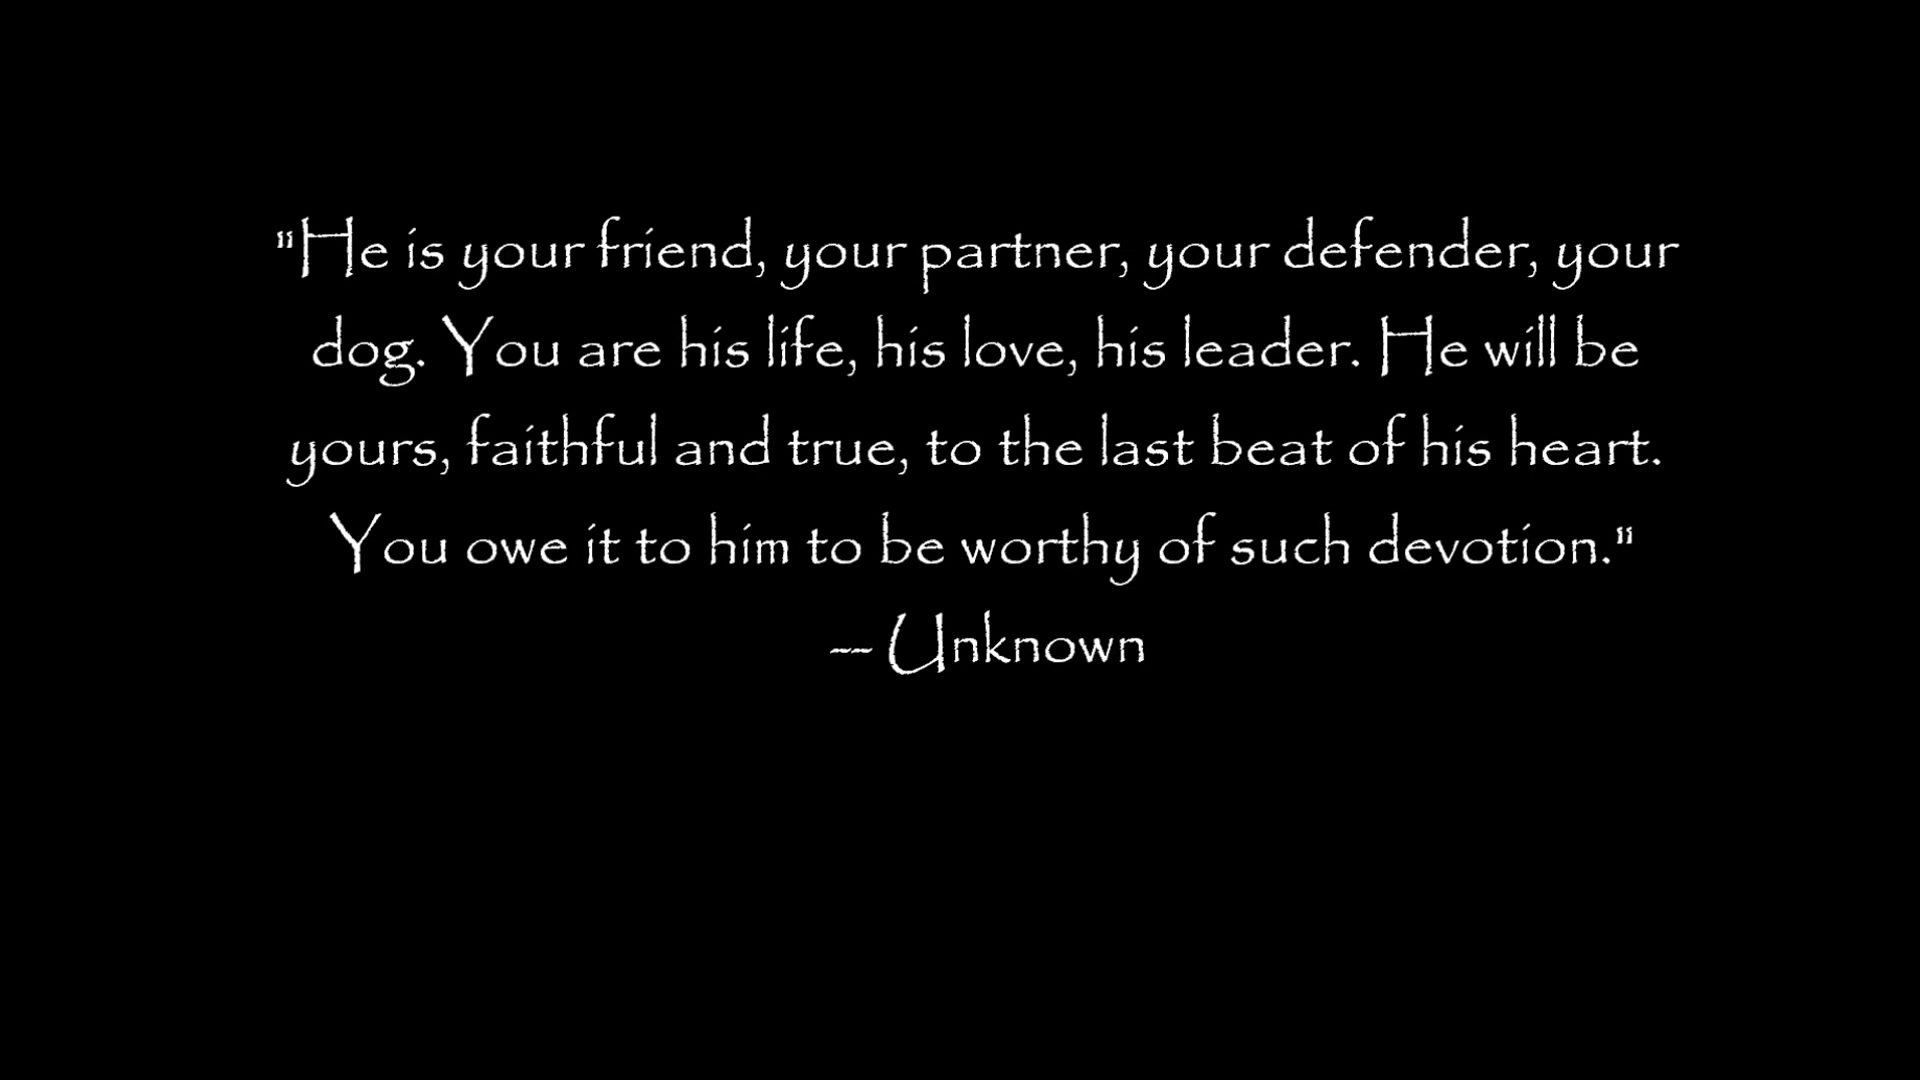 "He is your friend, your partner, your defender, your
dog. You are his life, his love, his leader. He will be
yours, faithful and true, to the last beat of his heart.
You owe it to him to be worthy of such devotion."
-- Unknown